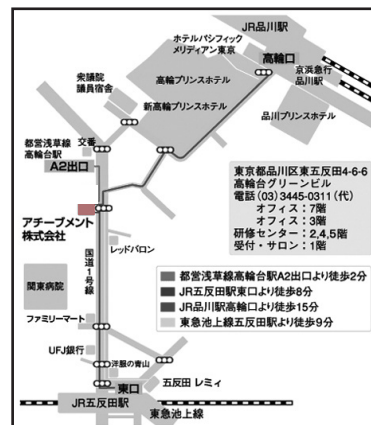 JR品川駅
ホテルパシフィック
メリディアン東京
高輪口
衆議院
議員宿舎
高輪プリンスホテル
京浜急行
品川駅
新高輪プリンスホテル
品川プリンスホテル
都営浅草線
高輪台駅
交番
A2出口
東京都品川区東五反田4-6-6
高輪台グリーンビル
電話(03)3445-0311(代)
オフィス:7階
オフィス:3階
研修センター:2,4,5階
受付・サロン:1階
アチーブメント
株式会社
レッドバロン
国道1号線
関東病院
都営浅草線高輪台駅A2出口より徒歩2分
JR五反田駅東口より徒歩8分
JR品川駅高輪口より徒歩15分
東急池上線五反田駅より徒歩9分
ファミリーマート
UFJ銀行
洋服の青山
五反田 レミィ
東口
JR五反田駅
東急池上線